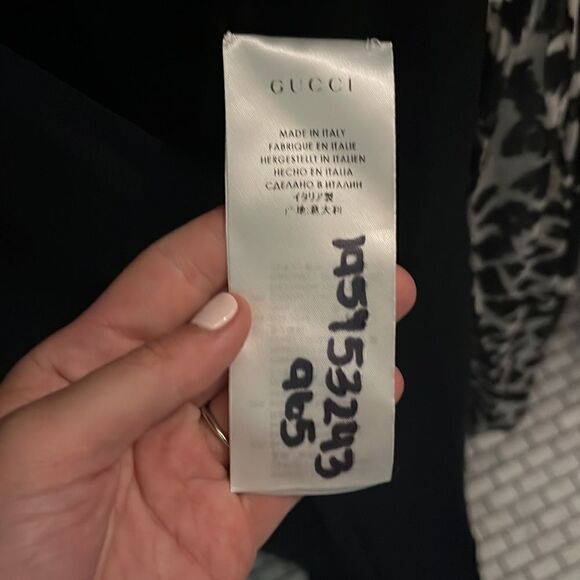 GUCCI
MADE IN ITALY
FABRIQUE EN ITALIE
HERGESTELLT IN ITALIEN
HECHO EN ITALIA
СДЕЛАНО В ИТАЛИИ
イタリア製
产地:意大利
195953243
965